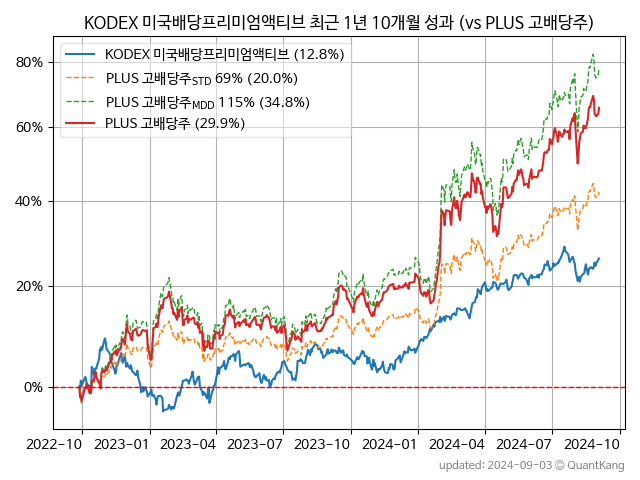 KODEX 미국배당프리미엄액티브 최근 1년 10개월 성과 (vs PLUS 고배당주)
KODEX 미국배당프리미엄액티브 (12.8%)
PLUS 고배당주STD 69% (20.0%)
PLUS 고배당주MDD 115% (34.8%)
PLUS 고배당주 (29.9%)
80%
60%
40%
20%
0%
2022-10 2023-01 2023-04 2023-07 2023-10 2024-01 2024-04 2024-07 2024-10
updated: 2024-09-03 © QuantKang